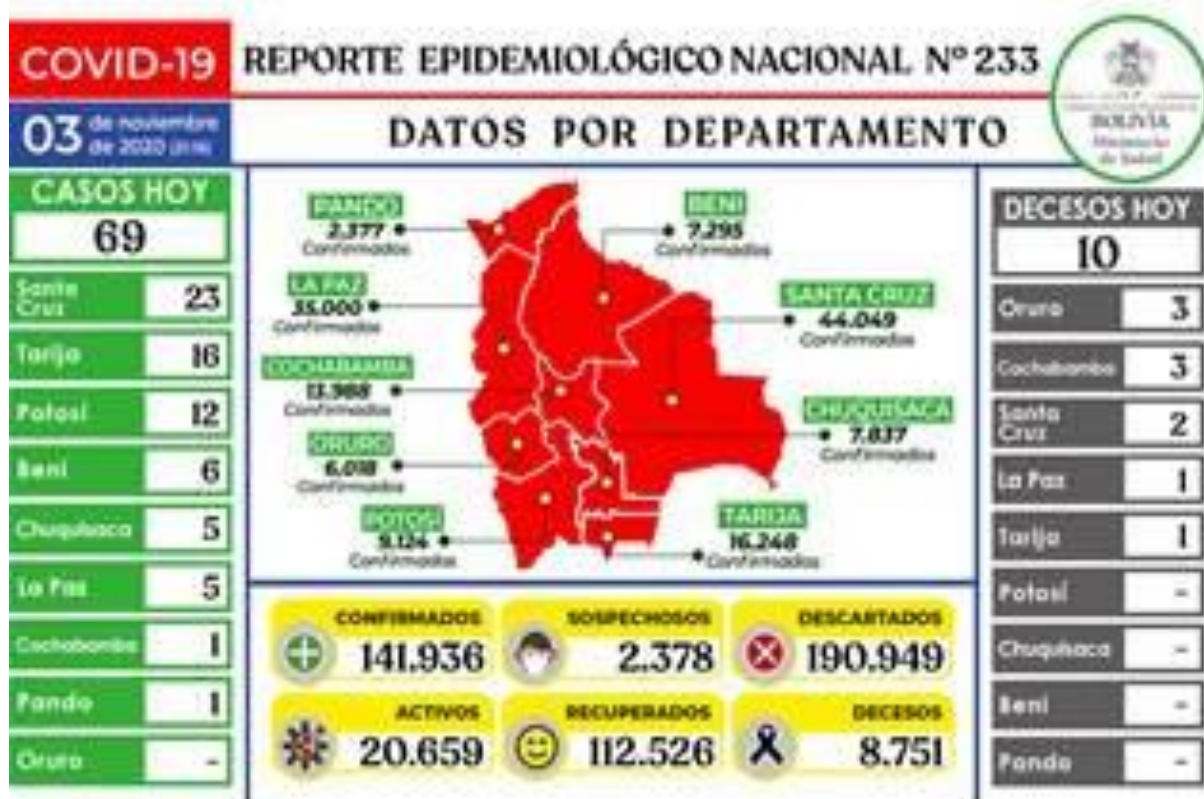 COVID-19
REPORTE EPIDEMIOLÓGICO NACIONAL Nº 233
03 de noviembre
de 2020
DATOS POR DEPARTAMENTO
BOLIVIA
Ministerio
de Salud
CASOS HOY
69
Santa Cruz 23
Tarija 16
Potosí 12
Beni 6
Chuquisaca 5
La Paz 5
Cochabamba 1
Pando 1
Oruro -
PANDO
2.377
Confirmados
LA PAZ
35.000
Confirmados
COCHABAMBA
13.988
Confirmados
ORURO
6.018
Confirmados
POTOSÍ
9.124
Confirmados
BENI
7.295
Confirmados
SANTA CRUZ
44.049
Confirmados
CHUQUISACA
7.837
Confirmados
TARIJA
16.248
Confirmados
CONFIRMADOS
141.936
SOSPECHOSOS
2.378
DESCARTADOS
190.949
ACTIVOS
20.659
RECUPERADOS
112.526
DECESOS
8.751
DECESOS HOY
10
Oruro 3
Cochabamba 3
Santa Cruz 2
La Paz 1
Tarija 1
Potosí -
Chuquisaca -
Beni -
Pando -